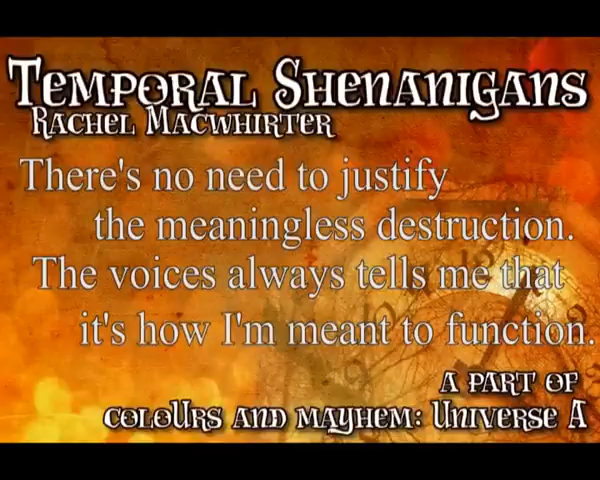 Temporal Shenanigans
Rachel Macwhirter
There's no need to justify
the meaningless destruction.
The voices always tells me that
it's how I'm meant to function.
a part of
coloUrs and mayhem: Universe A